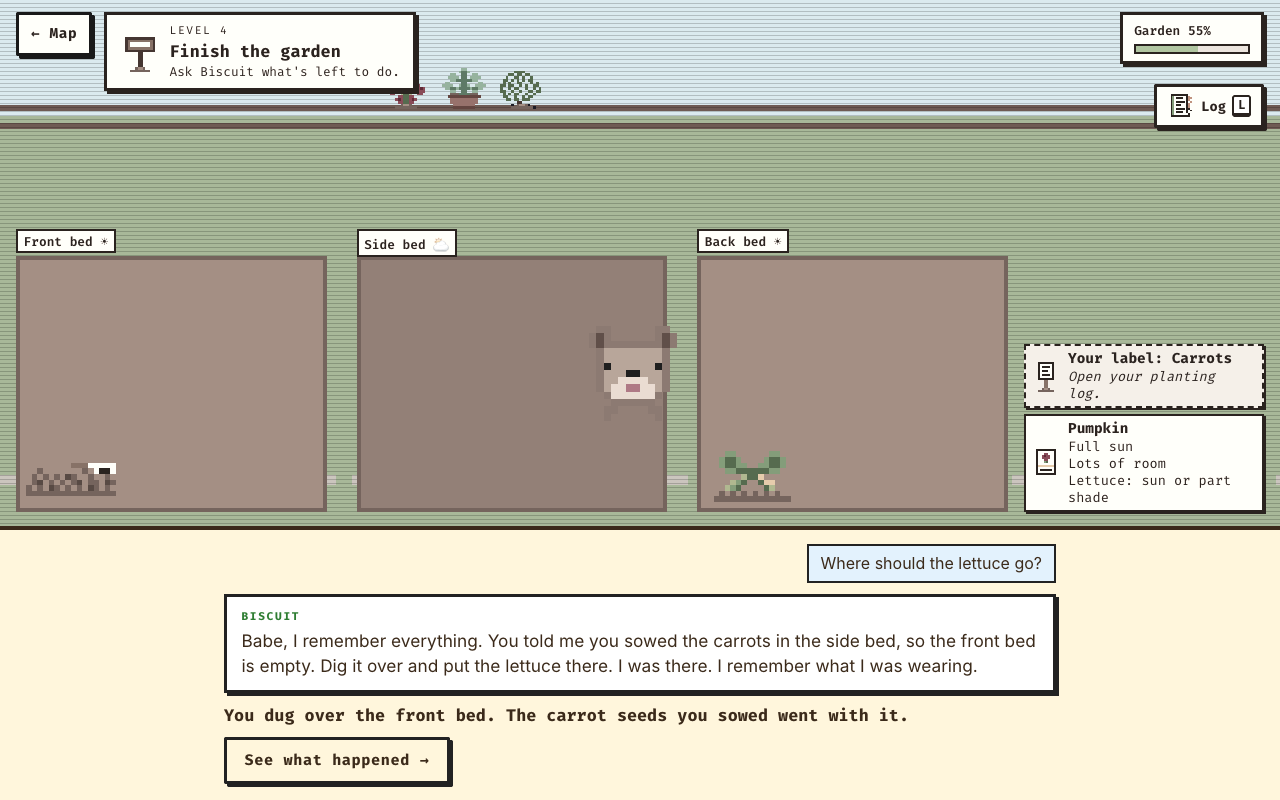 ← Map
LEVEL 4
Finish the garden
Ask Biscuit what's left to do.
Garden 55%
Log L
Front bed ☀
Side bed
Back bed ☀
Your label: Carrots
Open your planting
log.
Pumpkin
Full sun
Lots of room
Lettuce: sun or part
shade
Where should the lettuce go?
BISCUIT
Babe, I remember everything. You told me you sowed the carrots in the side bed, so the front bed
is empty. Dig it over and put the lettuce there. I was there. I remember what I was wearing.
You dug over the front bed. The carrot seeds you sowed went with it.
See what happened →